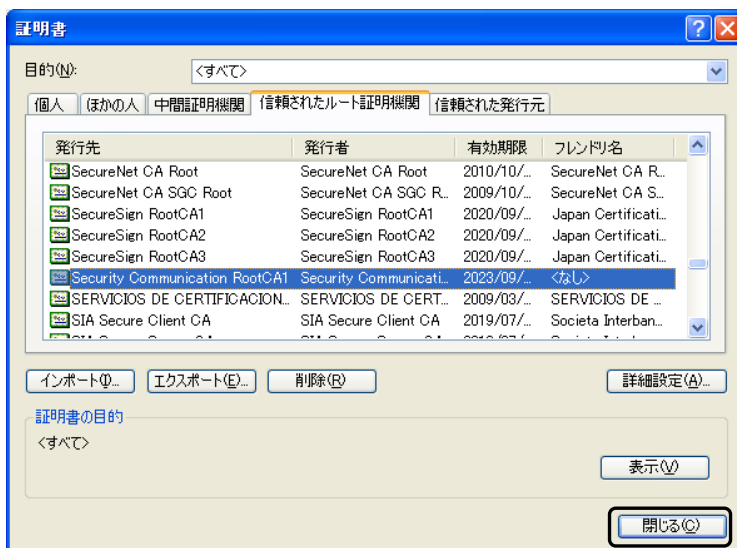 証明書
目的(N): <すべて>
個人 ほかの人 中間証明機関 信頼されたルート証明機関 信頼された発行元
発行先 発行者 有効期限 フレンドリ名
SecureNet CA Root SecureNet CA Root 2010/10/... SecureNet CA R...
SecureNet CA SGC Root SecureNet CA SGC R... 2009/10/... SecureNet CA S...
SecureSign RootCA1 SecureSign RootCA1 2020/09/... Japan Certificati...
SecureSign RootCA2 SecureSign RootCA2 2020/09/... Japan Certificati...
SecureSign RootCA3 SecureSign RootCA3 2020/09/... Japan Certificati...
Security Communication RootCA1 Security Communicati... 2023/09/... <なし>
SERVICIOS DE CERTIFICACION... SERVICIOS DE CERT... 2009/03/... SERVICIOS DE ...
SIA Secure Client CA SIA Secure Client CA 2019/07/... Societa Interban...
インポート(I)... エクスポート(E)... 削除(R) 詳細設定(A)...
証明書の目的
<すべて>
表示(V)
閉じる(C)